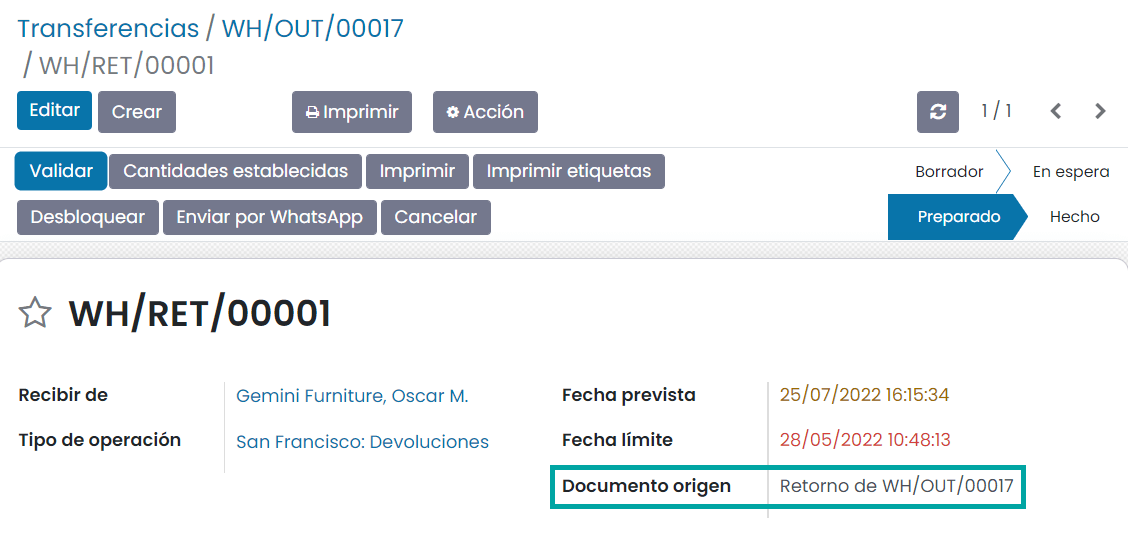 Transferencias / WH/OUT/00017
/ WH/RET/00001
Editar Crear Imprimir Acción 1 / 1
Validar Cantidades establecidas Imprimir Imprimir etiquetas Borrador En espera
Desbloquear Enviar por WhatsApp Cancelar Preparado Hecho
WH/RET/00001
Recibir de Gemini Furniture, Oscar M. Fecha prevista 25/07/2022 16:15:34
Tipo de operación San Francisco: Devoluciones Fecha límite 28/05/2022 10:48:13
Documento origen Retorno de WH/OUT/00017